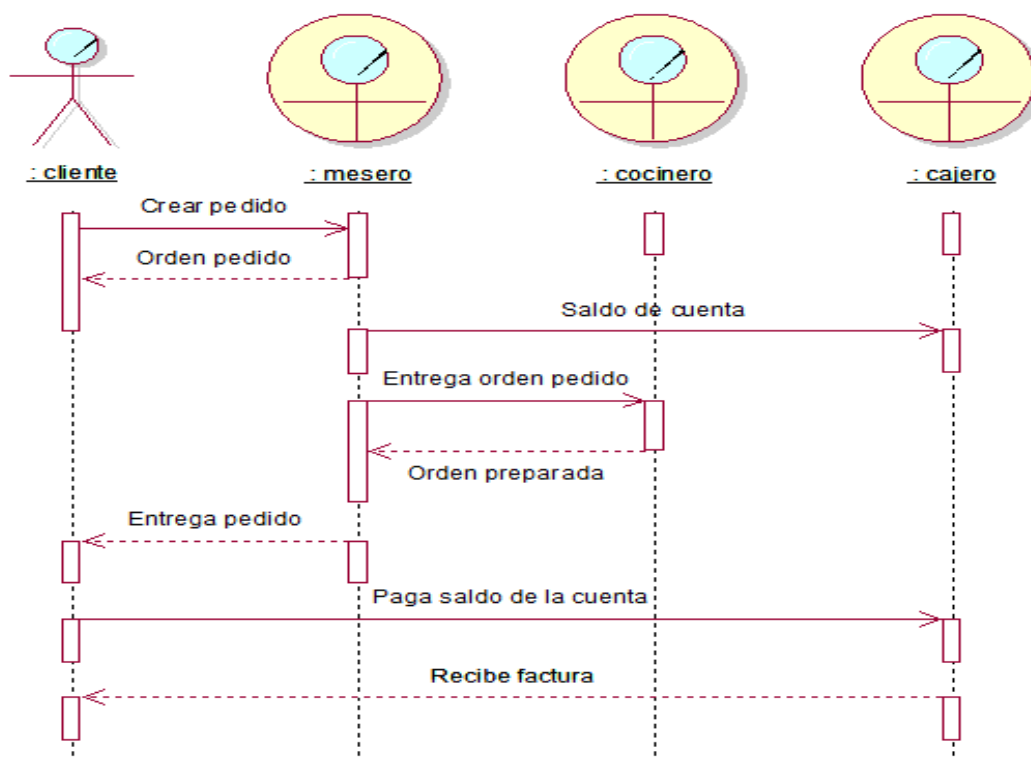 : cliente
: mesero
: cocinero
: cajero
Crear pedido
Orden pedido
Saldo de cuenta
Entrega orden pedido
Orden preparada
Entrega pedido
Paga saldo de la cuenta
Recibe factura